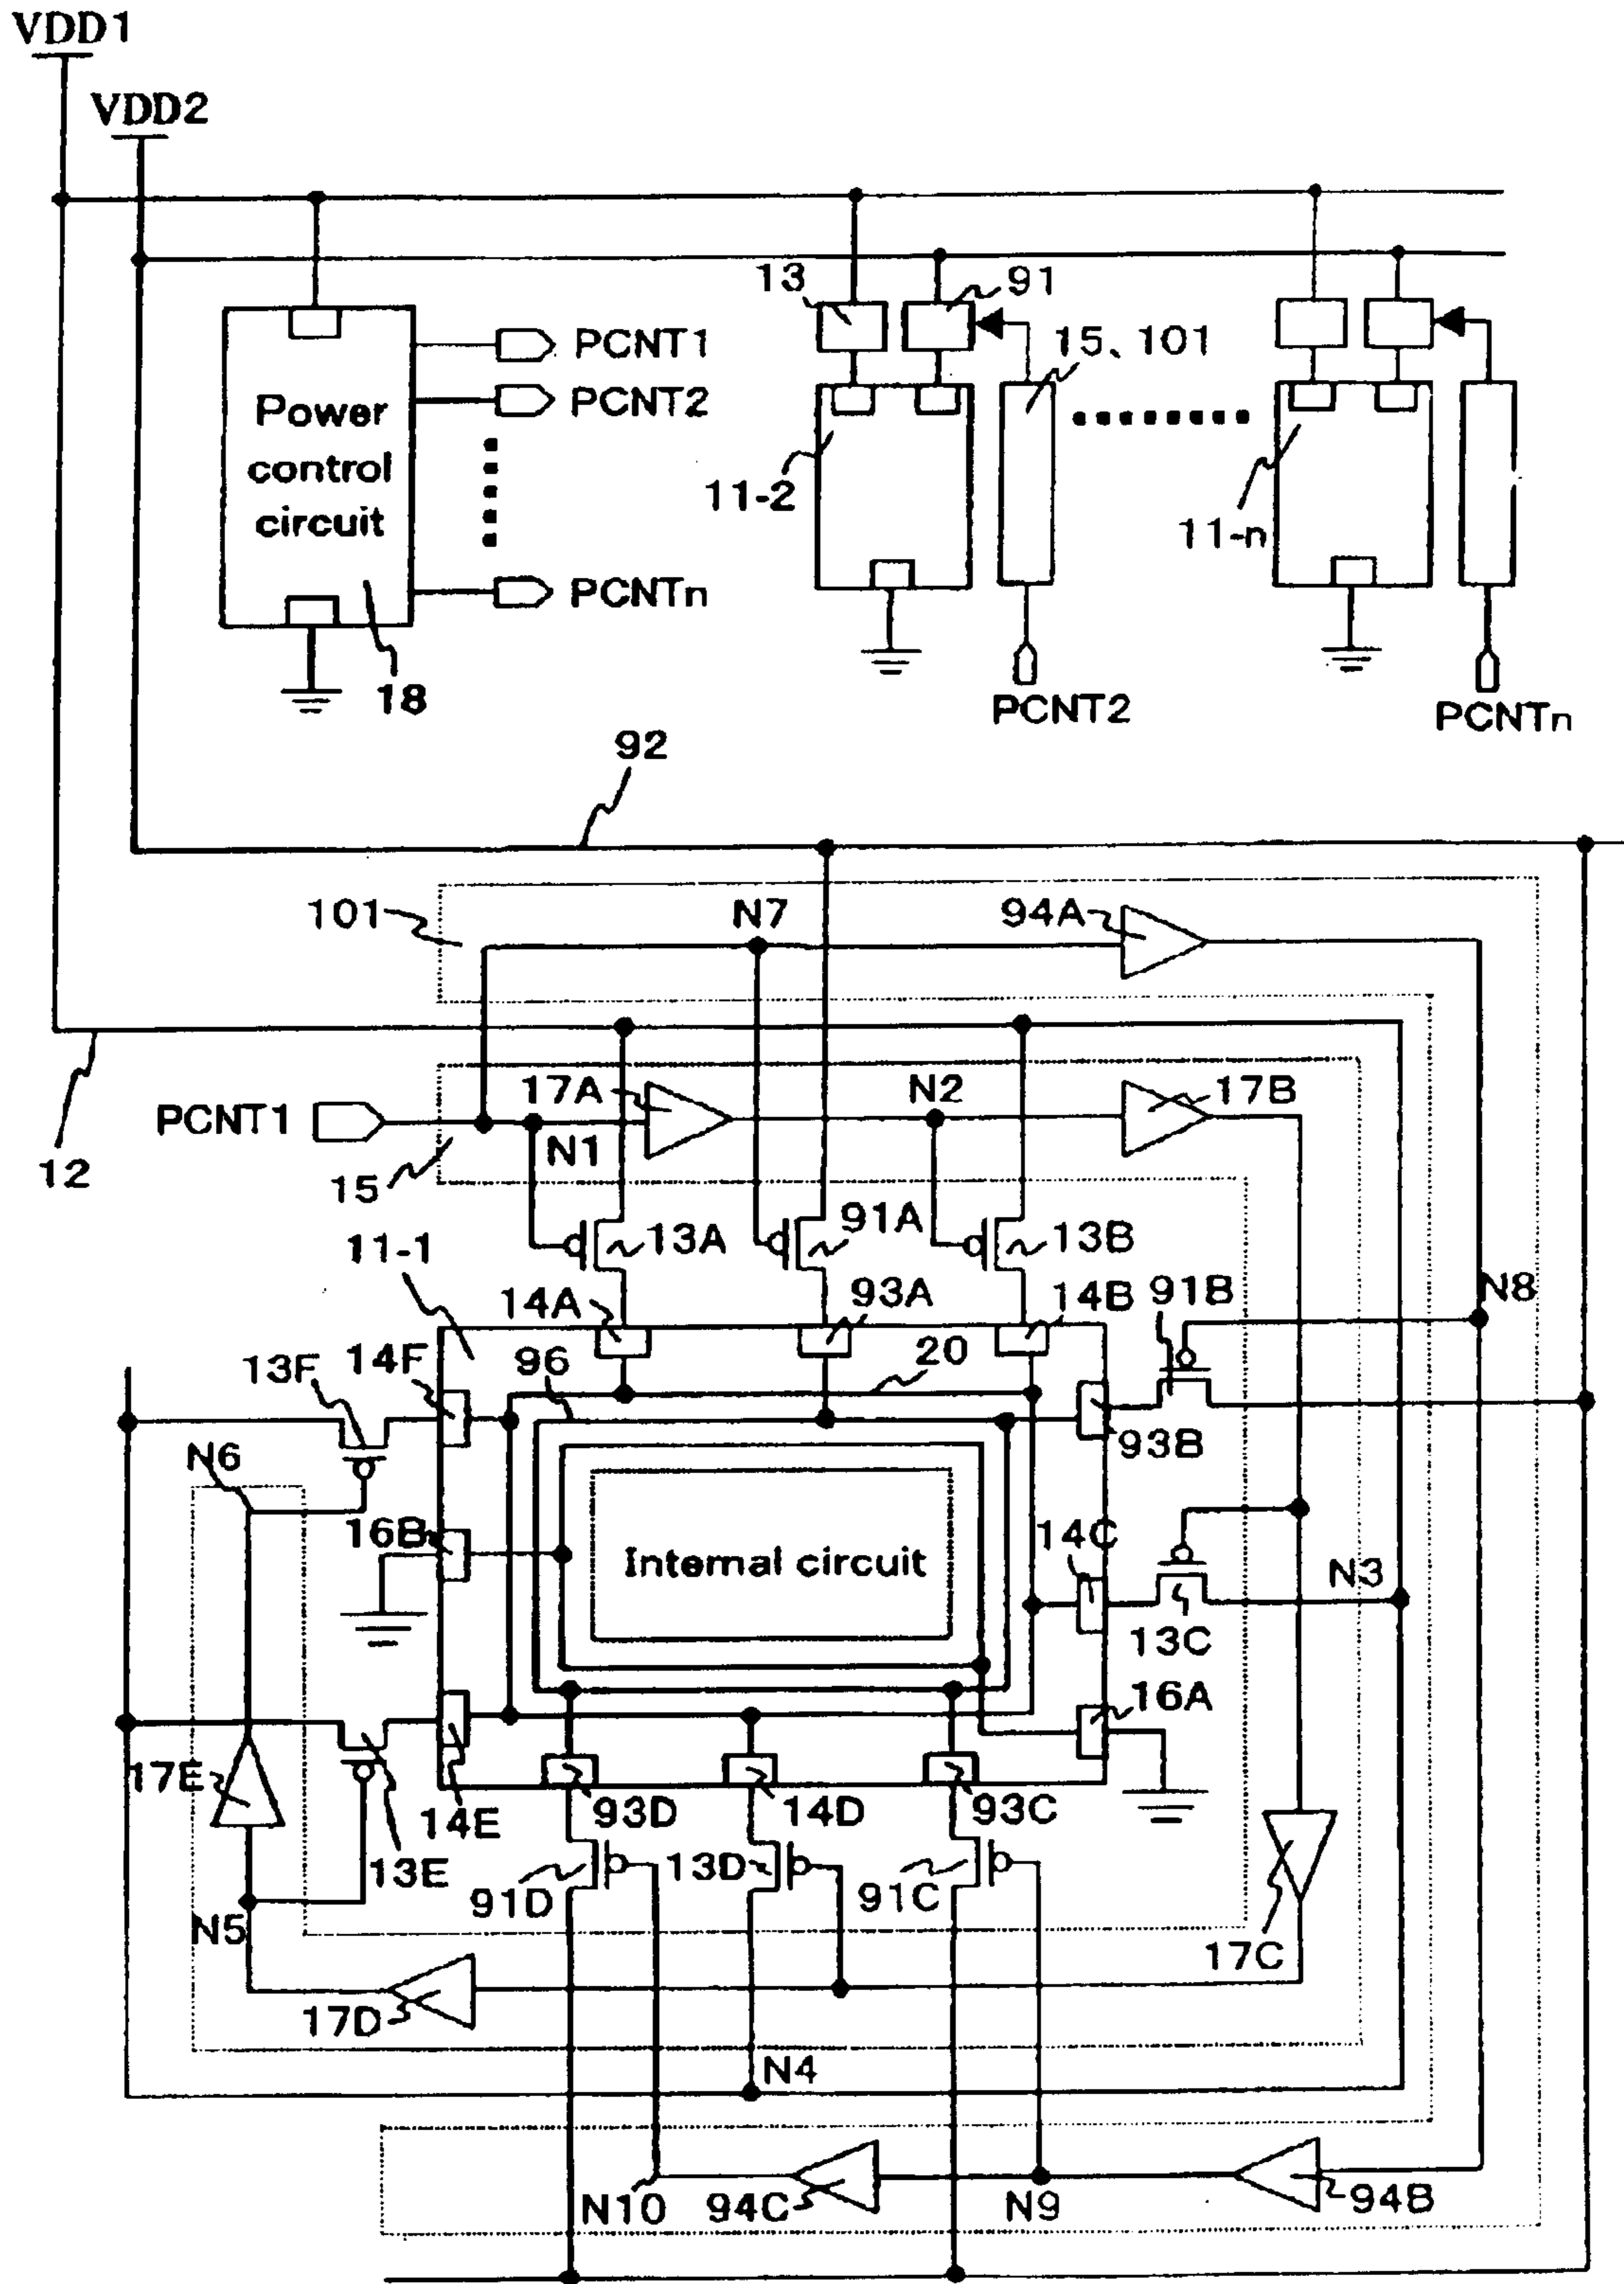 VDD1
VDD2
13
91
15、101
PCNT1
PCNT2
PCNTn
Power
control
circuit
18
11-2
11-n
PCNT2
PCNTn
92
101
N7
94A
12
PCNT1
15
N1
17A
N2
17B
11-1
13A
91A
13B
14A
93A
14B
91B
N8
13F
14F
96
20
93B
N6
16B
Internal circuit
14C
N3
13C
16A
17E
14E
13E
93D
14D
93C
91D
13D
91C
N5
17C
17D
N4
N10
94C
N9
94B